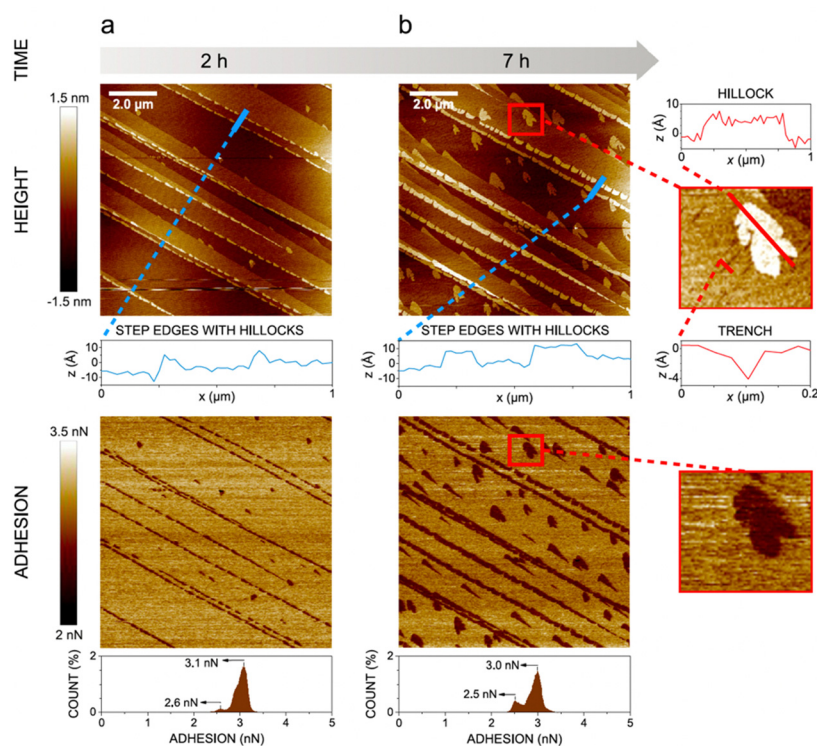 a
b
TIME
2 h
7 h
1.5 nm
-1.5 nm
HEIGHT
2.0 µm
2.0 µm
HILLOCK
z (Å)
10
0
0
1
x (µm)
STEP EDGES WITH HILLOCKS
z (Å)
10
0
-10
0
1
x (µm)
STEP EDGES WITH HILLOCKS
z (Å)
10
0
-10
0
1
x (µm)
TRENCH
z (Å)
0
-4
0
0.2
x (µm)
3.5 nN
2 nN
ADHESION
COUNT (%)
2
1
0
3.1 nN
2.6 nN
0 1 2 3 4 5
ADHESION (nN)
COUNT (%)
2
1
0
3.0 nN
2.5 nN
0 1 2 3 4 5
ADHESION (nN)